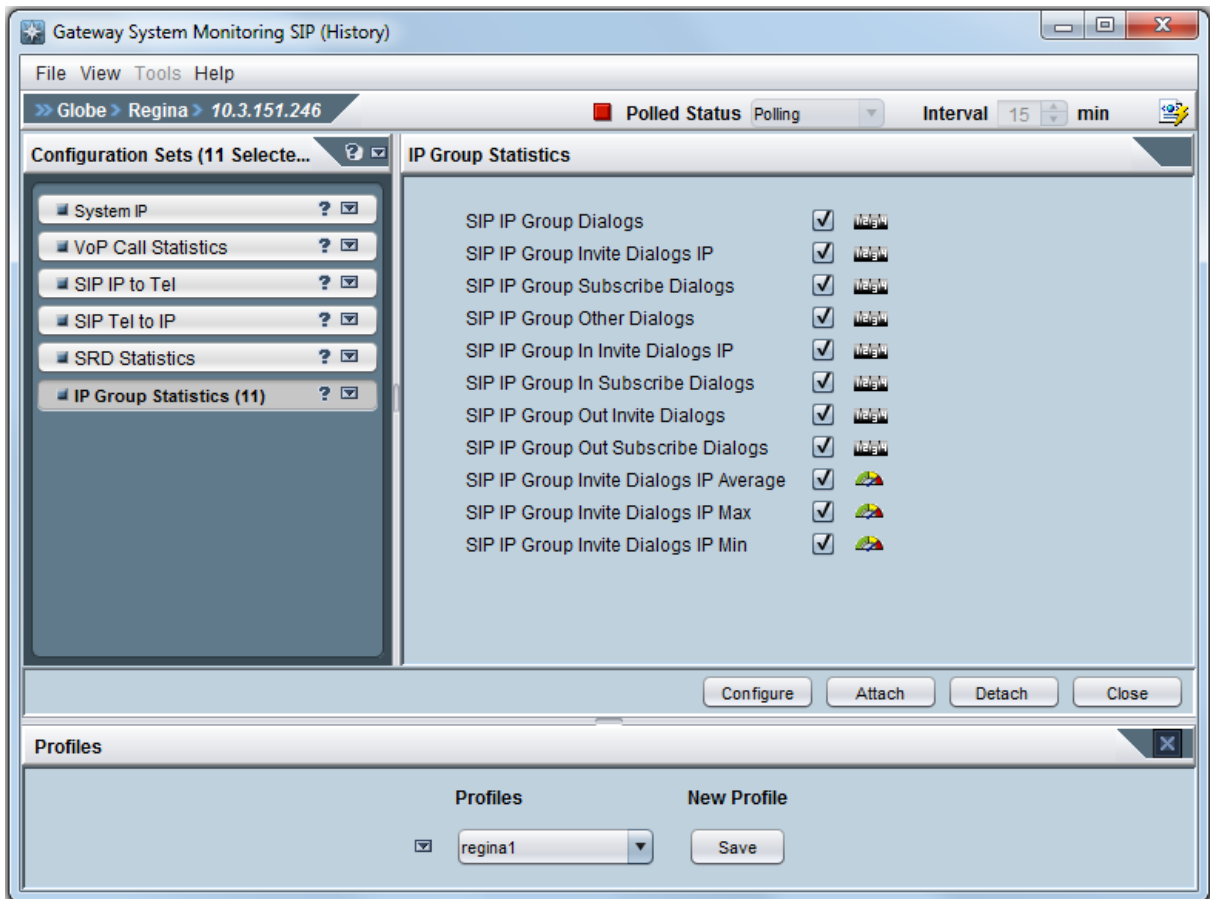 Gateway System Monitoring SIP (History)
File View Tools Help
>> Globe > Regina > 10.3.151.246
Polled Status Polling Interval 15 min
Configuration Sets (11 Selecte...
IP Group Statistics
System IP ?
VoP Call Statistics ?
SIP IP to Tel ?
SIP Tel to IP ?
SRD Statistics ?
IP Group Statistics (11) ?
SIP IP Group Dialogs
SIP IP Group Invite Dialogs IP
SIP IP Group Subscribe Dialogs
SIP IP Group Other Dialogs
SIP IP Group In Invite Dialogs IP
SIP IP Group In Subscribe Dialogs
SIP IP Group Out Invite Dialogs
SIP IP Group Out Subscribe Dialogs
SIP IP Group Invite Dialogs IP Average
SIP IP Group Invite Dialogs IP Max
SIP IP Group Invite Dialogs IP Min
Configure Attach Detach Close
Profiles
Profiles New Profile
regina1 Save